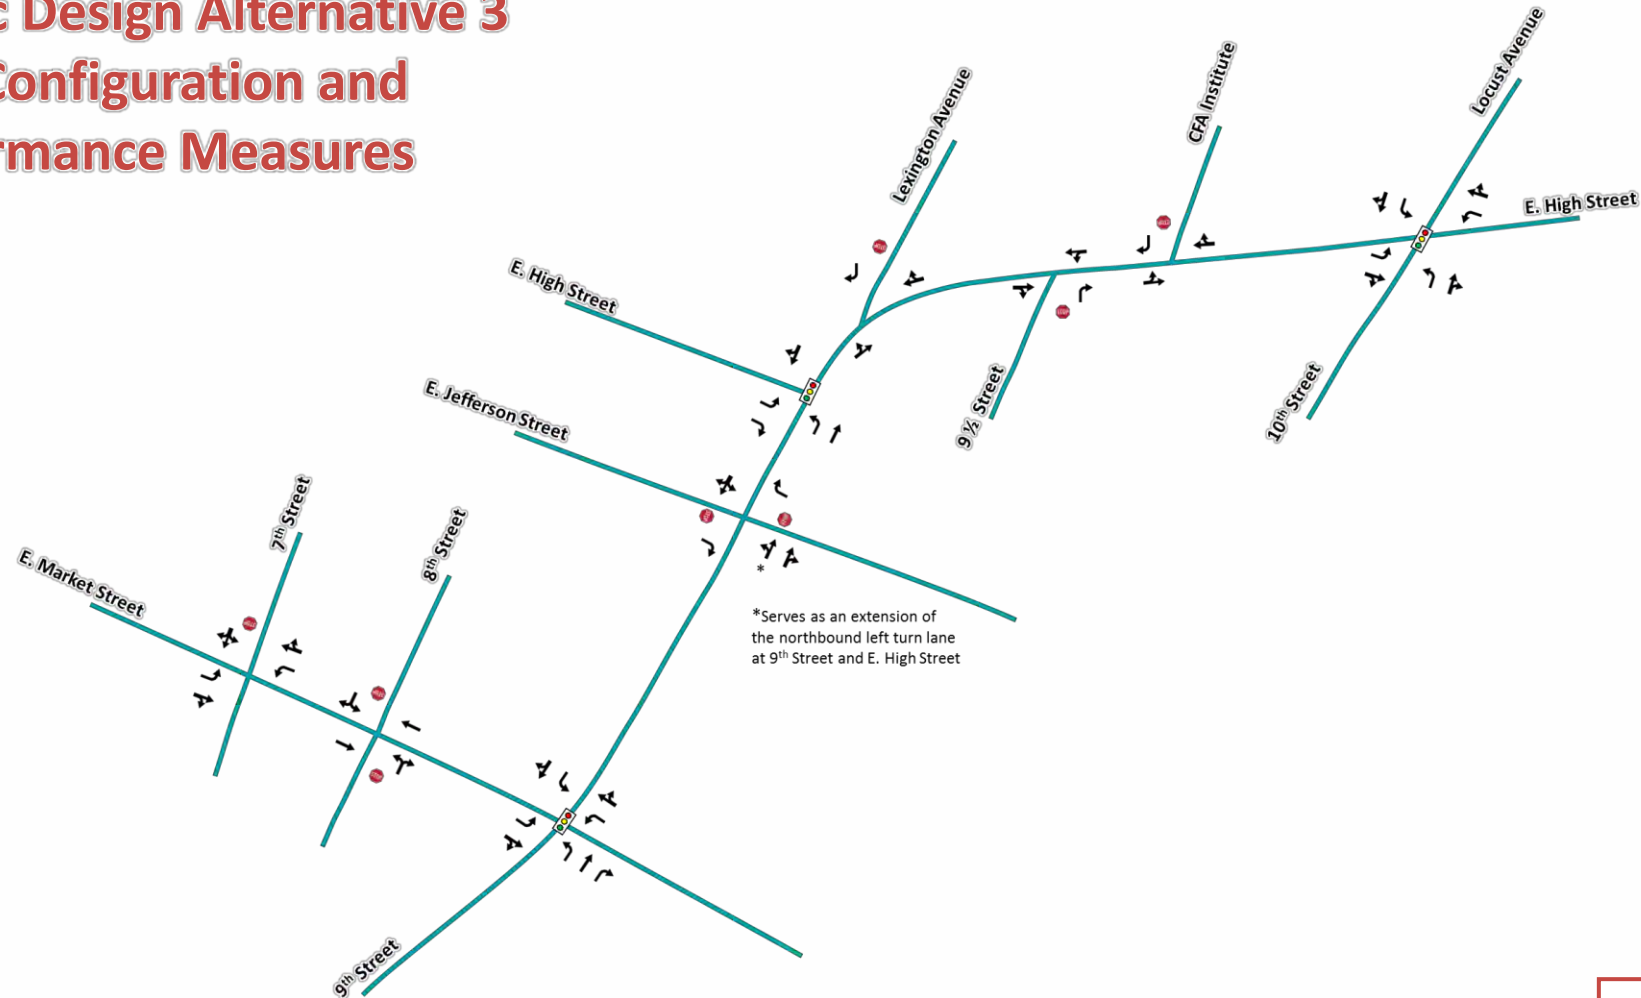 Design Alternative 3
Configuration and
rmance Measures
Lexington Avenue
CFA Institute
Locust Avenue
E. High Street
E. High Street
E. Jefferson Street
9 ½ Street
10th Street
7th Street
8th Street
E. Market Street
*
*Serves as an extension of
the northbound left turn lane
at 9th Street and E. High Street
9th Street